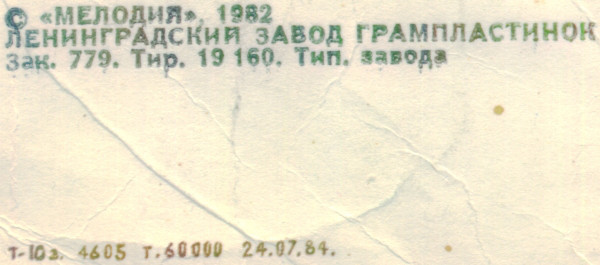 © «МЕЛОДИЯ», 1982
ЛЕНИНГРАДСКИЙ ЗАВОД ГРАМПЛАСТИНОК
Зак. 779. Тир. 19 160. Тип. завода
т-10з. 4605 т.60000 24.07.84.